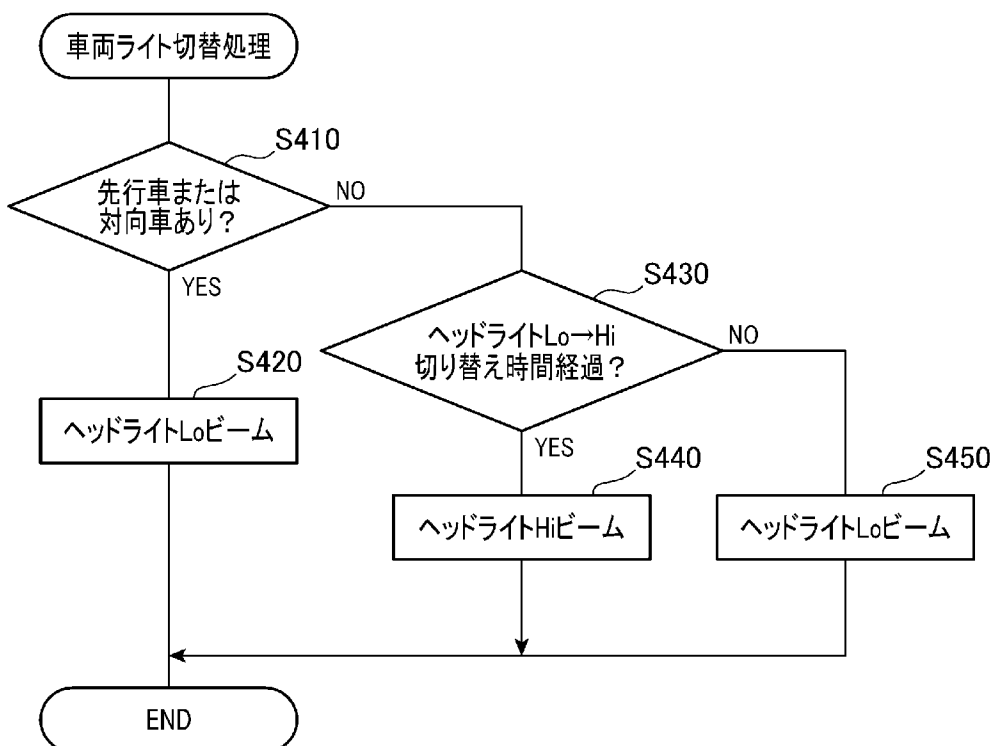 車両ライト切替処理
S410
先行車または
対向車あり？
NO
YES
S430
ヘッドライトLo→Hi
切り替え時間経過？
NO
YES
S420
ヘッドライトLoビーム
S440
ヘッドライトHiビーム
S450
ヘッドライトLoビーム
END